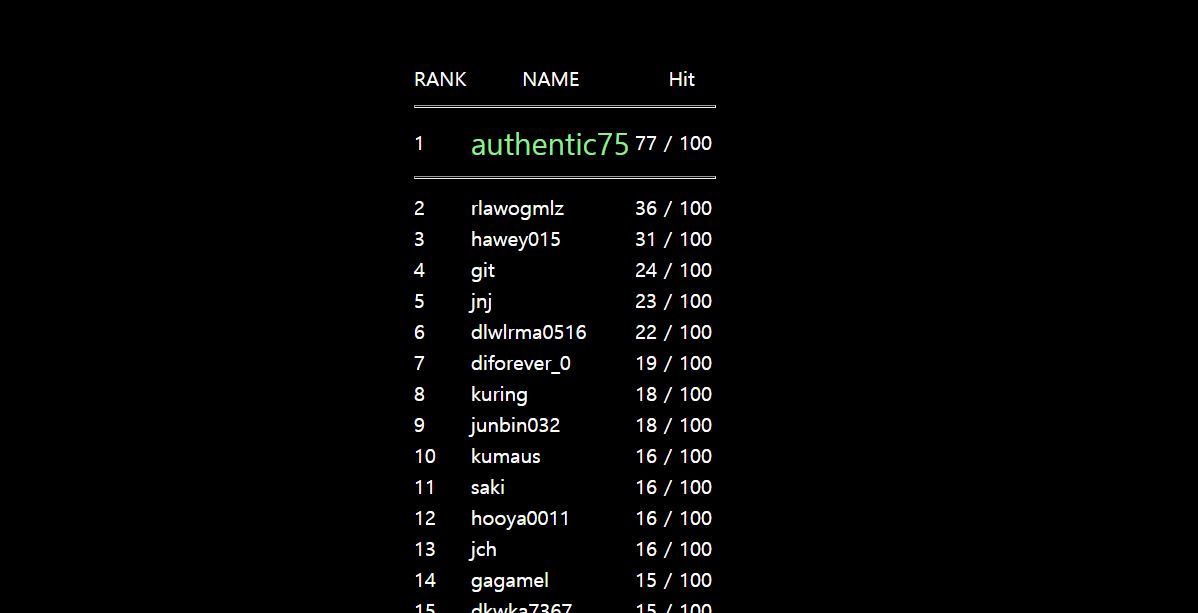 RANK NAME Hit
1 authentic75 77 / 100
2 rlawogmlz 36 / 100
3 hawey015 31 / 100
4 git 24 / 100
5 jnj 23 / 100
6 dlwlrma0516 22 / 100
7 diforever_0 19 / 100
8 kuring 18 / 100
9 junbin032 18 / 100
10 kumaus 16 / 100
11 saki 16 / 100
12 hooya0011 16 / 100
13 jch 16 / 100
14 gagamel 15 / 100
15 dkwka7367 15 / 100